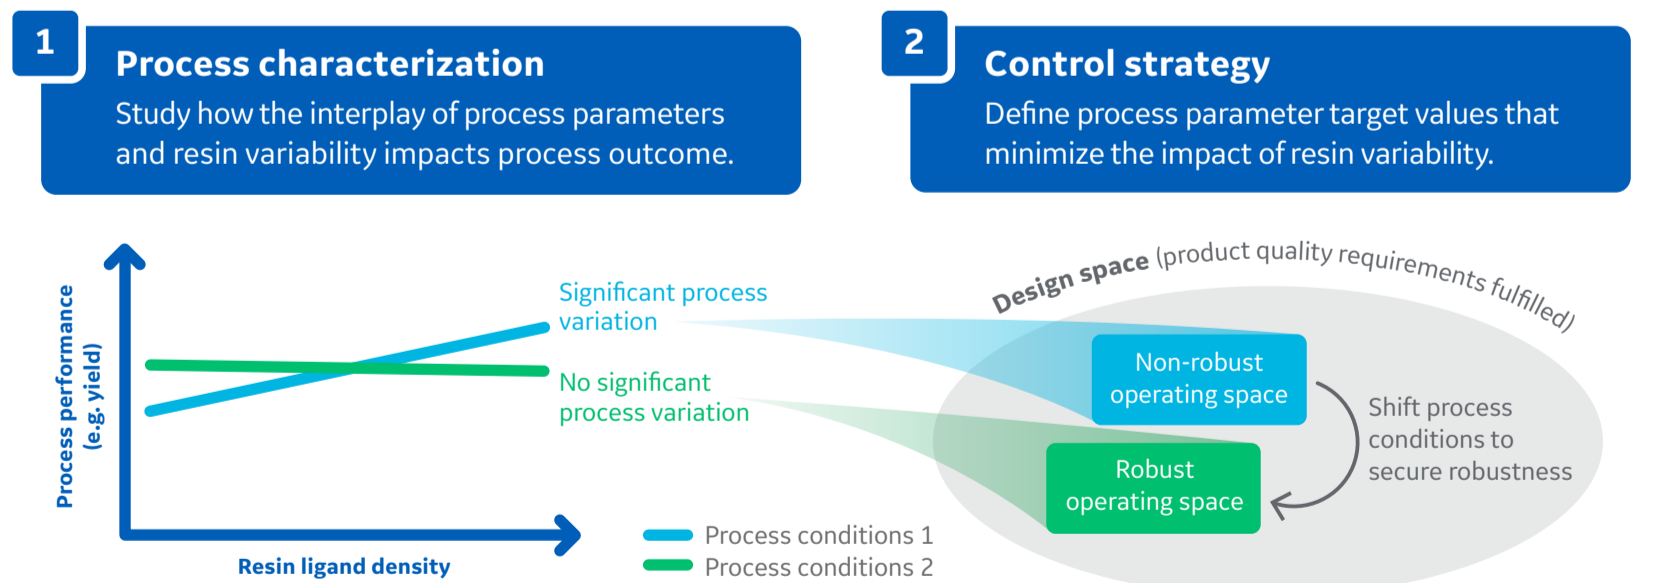 1
Process characterization
Study how the interplay of process parameters
and resin variability impacts process outcome.
2
Control strategy
Define process parameter target values that
minimize the impact of resin variability.
Process performance
(e.g. yield)
Significant process
variation
No significant
process variation
Resin ligand density
Process conditions 1
Process conditions 2
Design space (product quality requirements fulfilled)
Non-robust
operating space
Robust
operating space
Shift process
conditions to
secure robustness